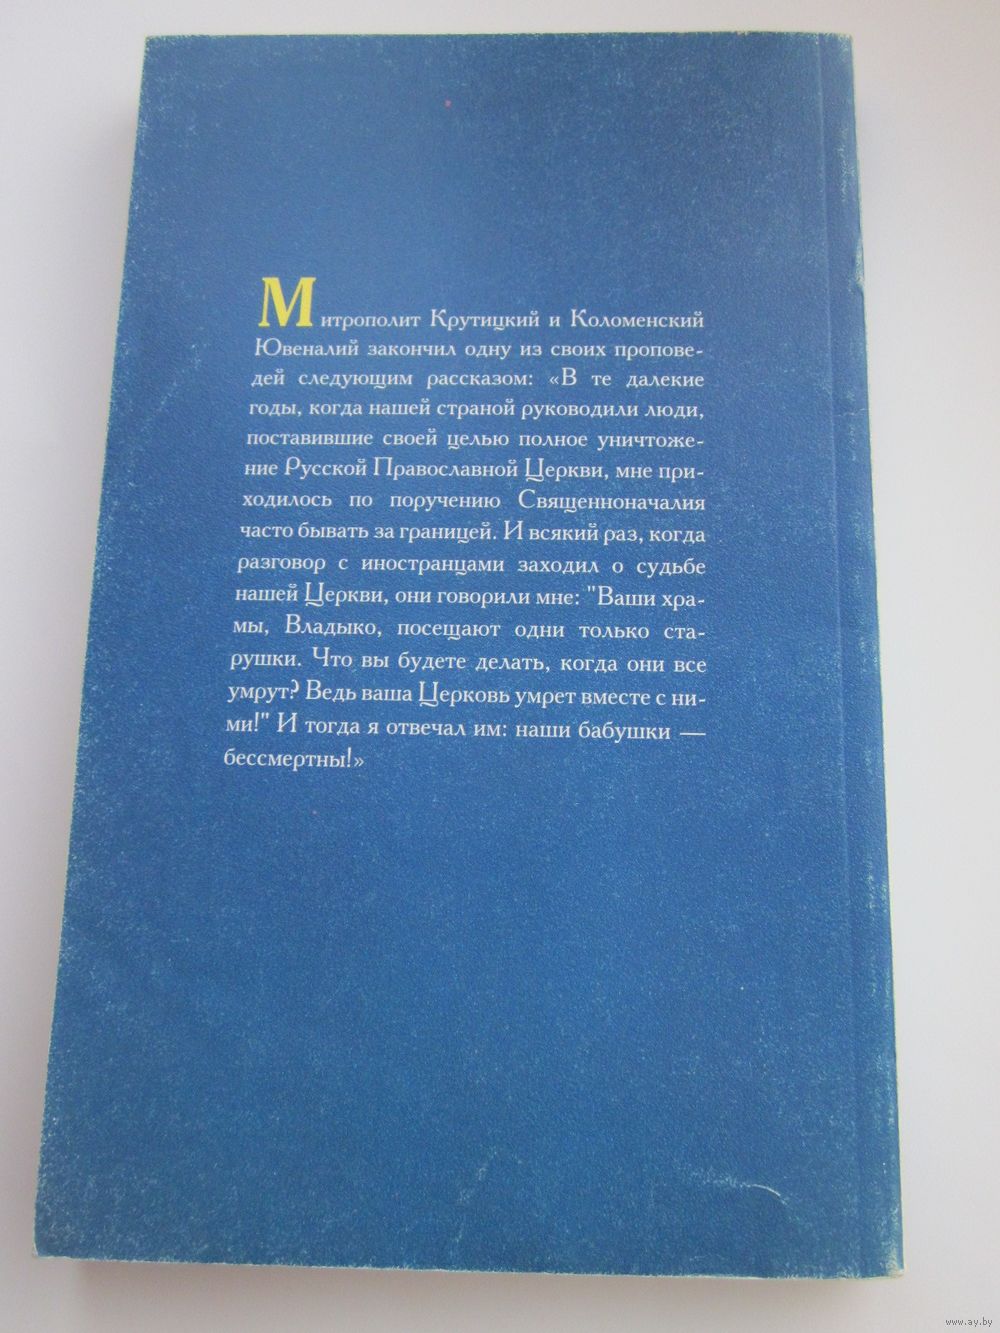 Митрополит Крутицкий и Коломенский
Ювеналий закончил одну из своих пропове-
дей следующим рассказом: «В те далекие
годы, когда нашей страной руководили люди,
поставившие своей целью полное уничтоже-
ние Русской Православной Церкви, мне при-
ходилось по поручению Священноначалия
часто бывать за границей. И всякий раз, когда
разговор с иностранцами заходил о судьбе
нашей Церкви, они говорили мне: "Ваши хра-
мы, Владыко, посещают одни только ста-
рушки. Что вы будете делать, когда они все
умрут? Ведь ваша Церковь умрет вместе с ни-
ми!" И тогда я отвечал им: наши бабушки —
бессмертны!»
www.ay.by